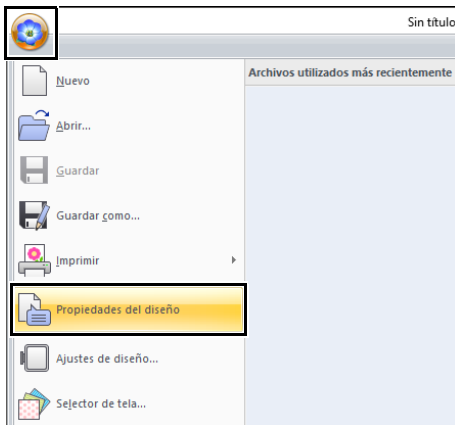 Sin título
Archivos utilizados más recientemente
Nuevo
Abrir...
Guardar
Guardar como...
Imprimir
Propiedades del diseño
Ajustes de diseño...
Selector de tela...